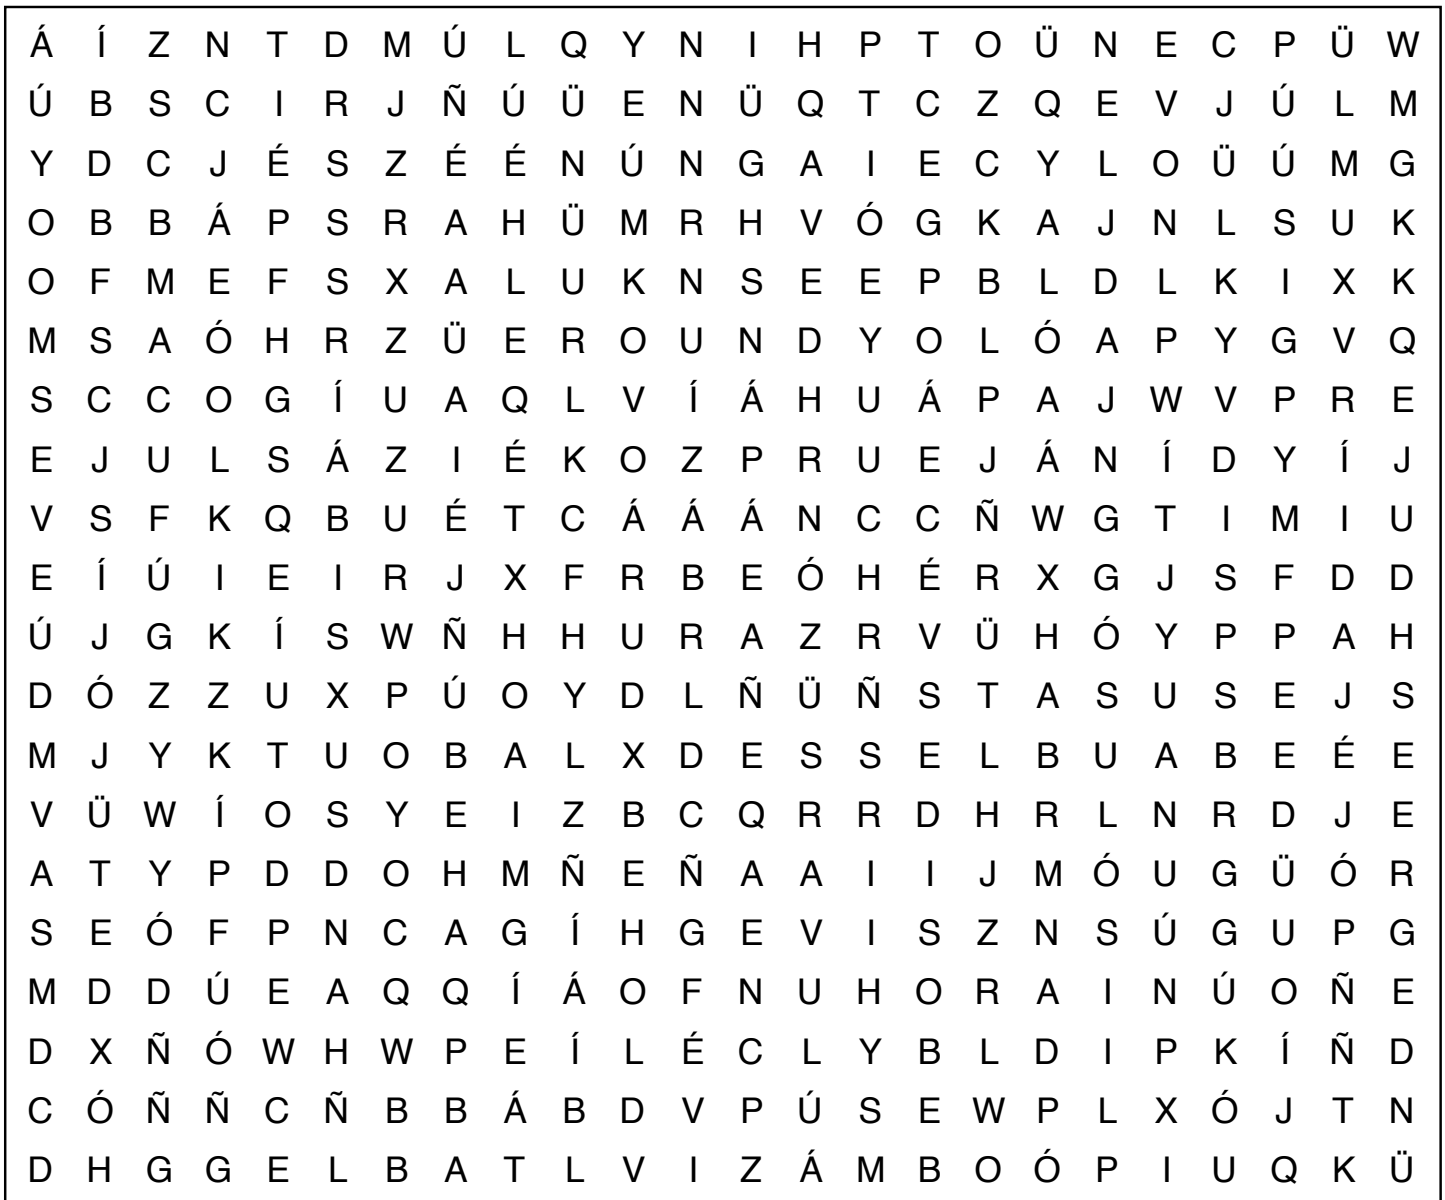 Á Í Z N T D M Ú L Q Y N I H P T O Ü N E C P Ü W
Ú B S C I R J Ñ Ú Ü E N Ü Q T C Z Q E V J Ú L M
Y D C J É S Z É É N Ú N G A I E C Y L O Ü Ú M G
O B B Á P S R A H Ü M R H V Ó G K A J N L S U K
O F M E F S X A L U K N S E E P B L D L K I X K
M S A Ó H R Z Ü E R O U N D Y O L Ó A P Y G V Q
S C C O G Í U A Q L V Í Á H U Á P A J W V P R E
E J U L S Á Z I É K O Z P R U E J Á N Í D Y Í J
V S F K Q B U É T C Á Á Á N C C Ñ W G T I M I U
E Í Ú I E I R J X F R B E Ó H É R X G J S F D D
Ú J G K Í S W Ñ H H U R A Z R V Ü H Ó Y P P A H
D Ó Z Z U X P Ú O Y D L Ñ Ü Ñ S T A S U S E J S
M J Y K T U O B A L X D E S S E L B U A B E É E
V Ü W Í O S Y E I Z B C Q R R D H R L N R D J E
A T Y P D D O H M Ñ E Ñ A A I I J M Ó U G Ü Ó R
S E Ó F P N C A G Í H G E V I S Z N S Ú G U P G
M D D Ú E A Q Q Í Á O F N U H O R A I N Ú O Ñ E
D X Ñ Ó W H W P E Í L É C L Y B L D I P K Í Ñ D
C Ó Ñ Ñ C Ñ B B Á B D V P Ú S E W P L X Ó J T N
D H G G E L B A T L V I Z Á M B O Ó P I U Q K Ü